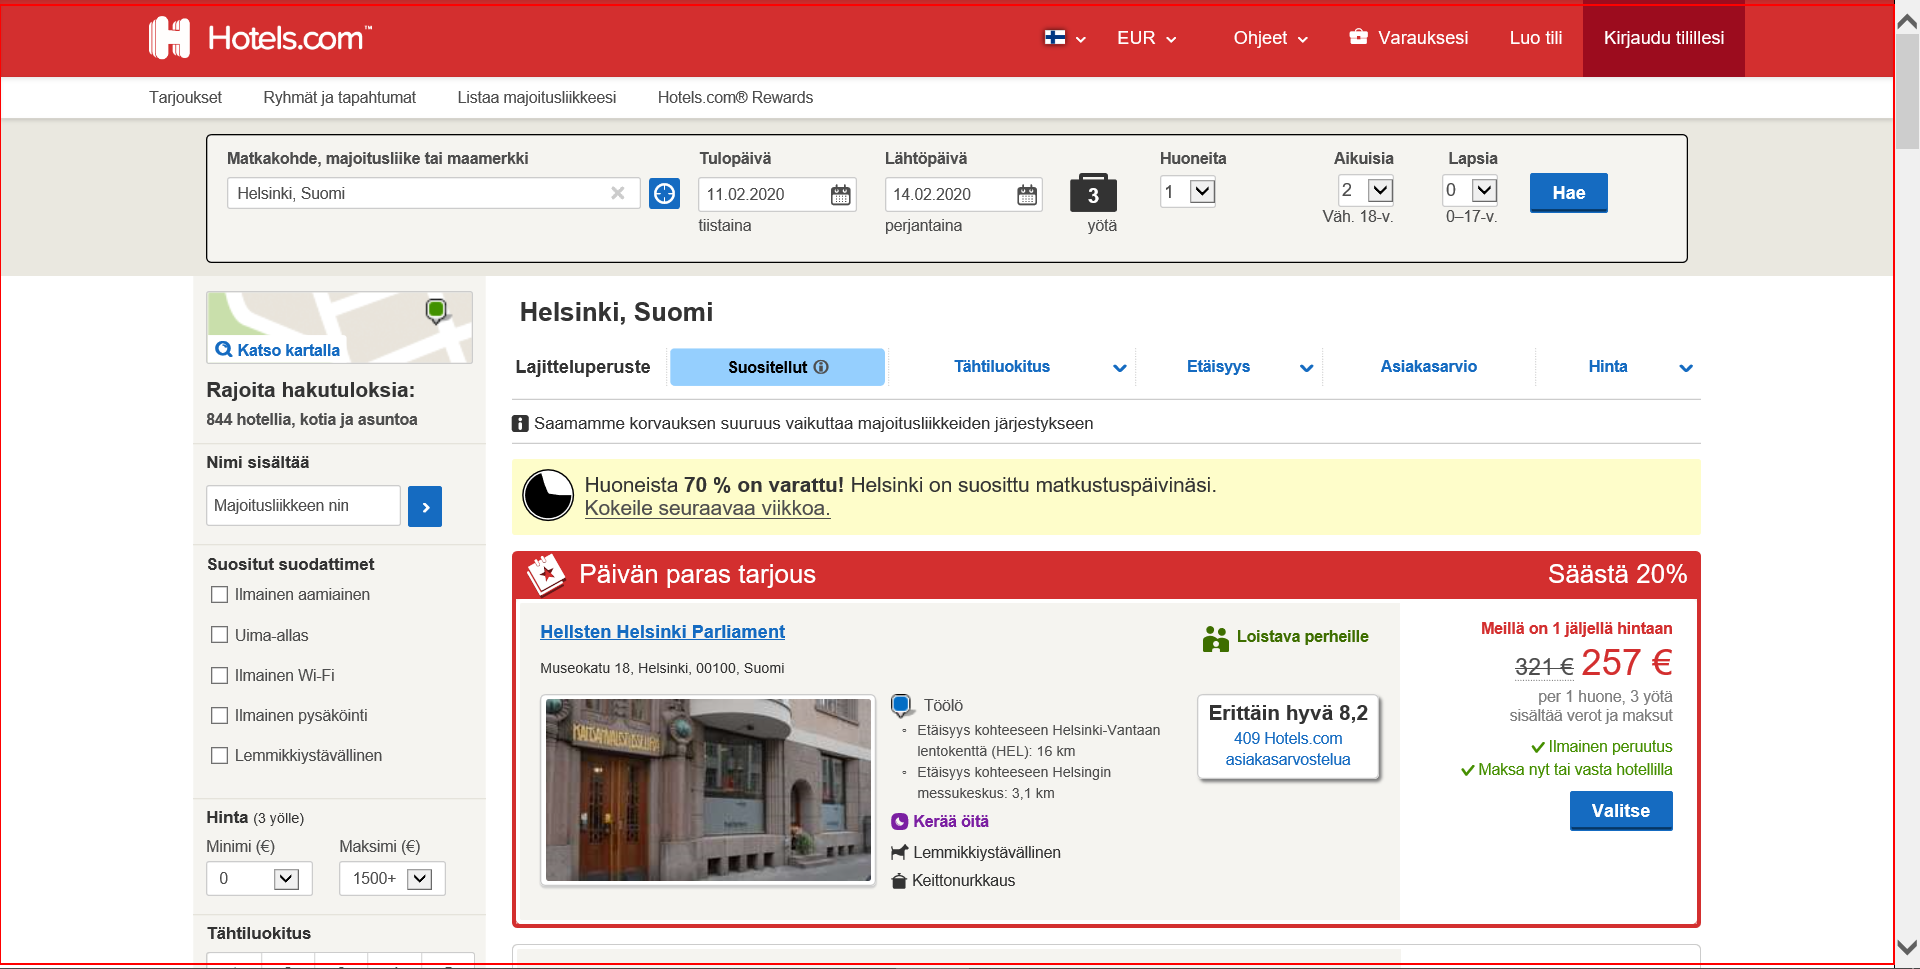 Hotels.com™
EUR
Ohjeet
Varauksesi
Luo tili
Kirjaudu tilillesi
Tarjoukset
Ryhmät ja tapahtumat
Listaa majoitusliikkeesi
Hotels.com® Rewards
Matkakohde, majoitusliike tai maamerkki
Helsinki, Suomi
Tulopäivä
11.02.2020
tiistaina
Lähtöpäivä
14.02.2020
perjantaina
3
yötä
Huoneita
1
Aikuisia
2
Väh. 18-v.
Lapsia
0
0–17-v.
Hae
Katso kartalla
Rajoita hakutuloksia:
844 hotellia, kotia ja asuntoa
Nimi sisältää
Majoitusliikkeen nin
Suositut suodattimet
Ilmainen aamiainen
Uima-allas
Ilmainen Wi-Fi
Ilmainen pysäköinti
Lemmikkiystävällinen
Hinta (3 yölle)
Minimi (€)
Maksimi (€)
0
1500+
Tähtiluokitus
Helsinki, Suomi
Lajitteluperuste
Suositellut
Tähtiluokitus
Etäisyys
Asiakasarvio
Hinta
Saamamme korvauksen suuruus vaikuttaa majoitusliikkeiden järjestykseen
Huoneista 70 % on varattu! Helsinki on suosittu matkustuspäivinäsi.
Kokeile seuraavaa viikkoa.
Päivän paras tarjous
Säästä 20%
Hellsten Helsinki Parliament
Museokatu 18, Helsinki, 00100, Suomi
Loistava perheille
Töölö
Etäisyys kohteeseen Helsinki-Vantaan
lentokenttä (HEL): 16 km
Etäisyys kohteeseen Helsingin
messukeskus: 3,1 km
Kerää öitä
Lemmikkiystävällinen
Keittonurkkaus
Erittäin hyvä 8,2
409 Hotels.com
asiakasarvostelua
Meillä on 1 jäljellä hintaan
321 € 257 €
per 1 huone, 3 yötä
sisältää verot ja maksut
Ilmainen peruutus
Maksa nyt tai vasta hotellilla
Valitse